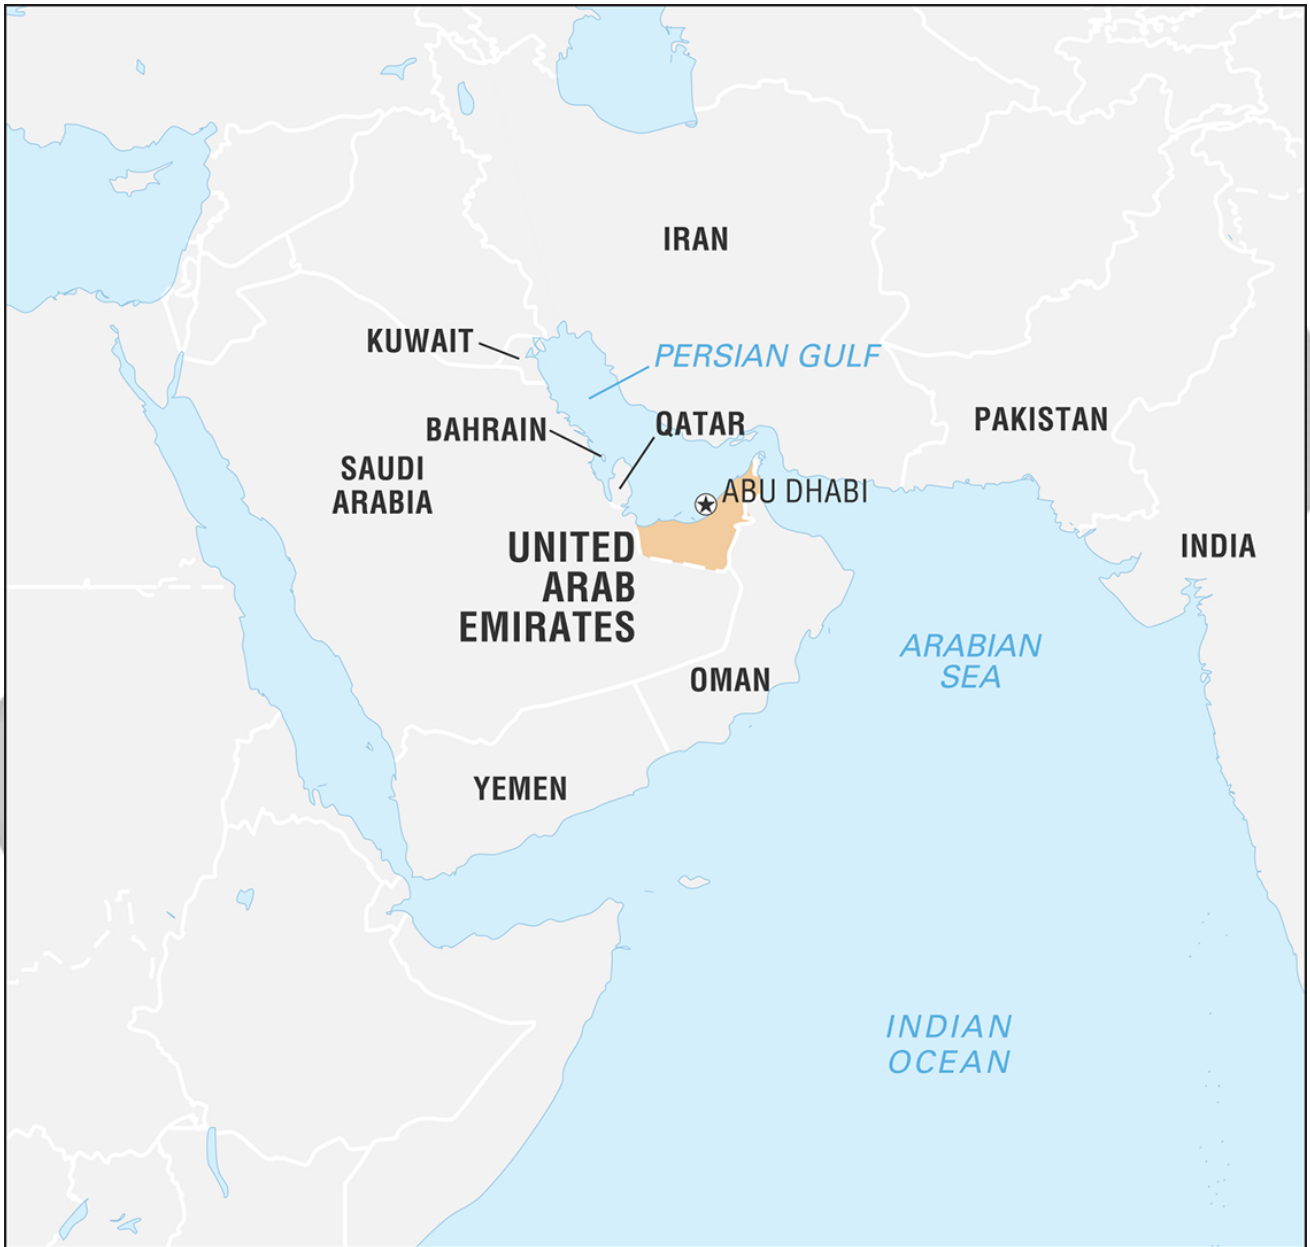 IRAN
KUWAIT
PERSIAN GULF
BAHRAIN
QATAR
PAKISTAN
SAUDI
ARABIA
ABU DHABI
UNITED
ARAB
EMIRATES
INDIA
ARABIAN
SEA
OMAN
YEMEN
INDIAN
OCEAN